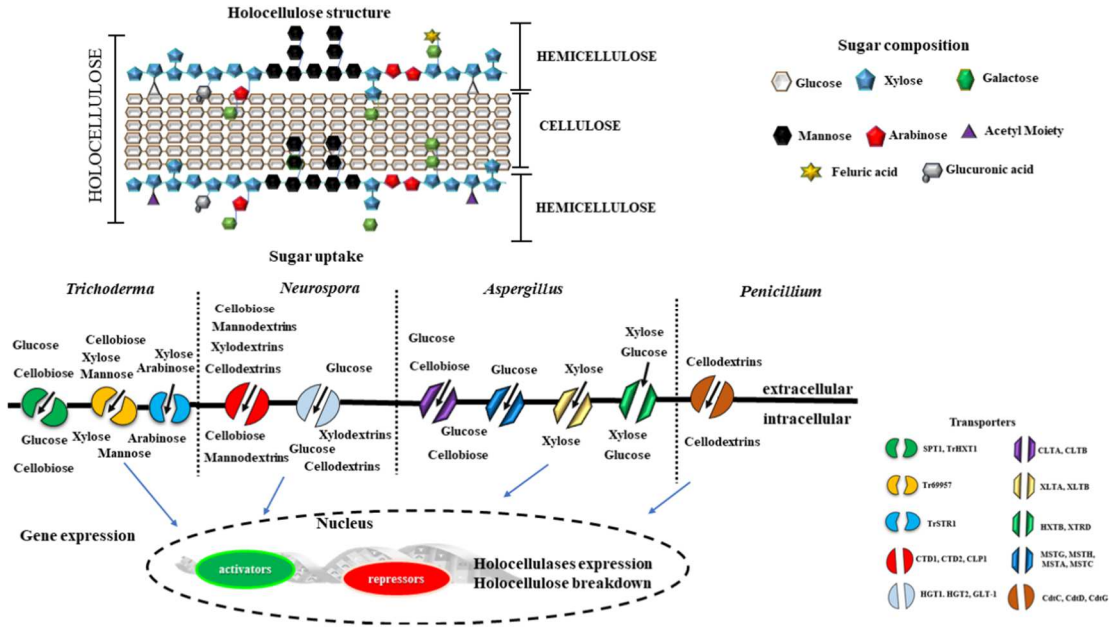 Holocellulose structure
HOLOCELLULOSE
HEMICELLULOSE
CELLULOSE
HEMICELLULOSE
Sugar composition
Glucose
Xylose
Galactose
Mannose
Arabinose
Acetyl Moiety
Feluric acid
Glucuronic acid
Sugar uptake
Trichoderma
Neurospora
Aspergillus
Penicillium
Glucose
Cellobiose
Cellobiose
Xylose
Mannose
Xylose
Arabinose
Cellobiose
Mannodextrins
Xylodextrins
Cellodextrins
Glucose
Glucose
Cellobiose
Glucose
Xylose
Xylose
Glucose
Cellodextrins
extracellular
intracellular
Glucose
Cellobiose
Xylose
Mannose
Arabinose
Cellobiose
Mannodextrins
Xylodextrins
Glucose
Cellodextrins
Glucose
Cellobiose
Xylose
Xylose
Glucose
Cellodextrins
Gene expression
Nucleus
activators
repressors
Holocellulases expression
Holocellulose breakdown
Transporters
SPT1, TrHXT1
CLTA, CLTB
Tr69957
XLTA, XLTB
TrSTR1
HXTB, XTRD
CTD1, CTD2, CLP1
MSTG, MSTH,
MSTA, MSTC
HGT1. HGT2, GLT-1
CdtC, CdtD, CdtG